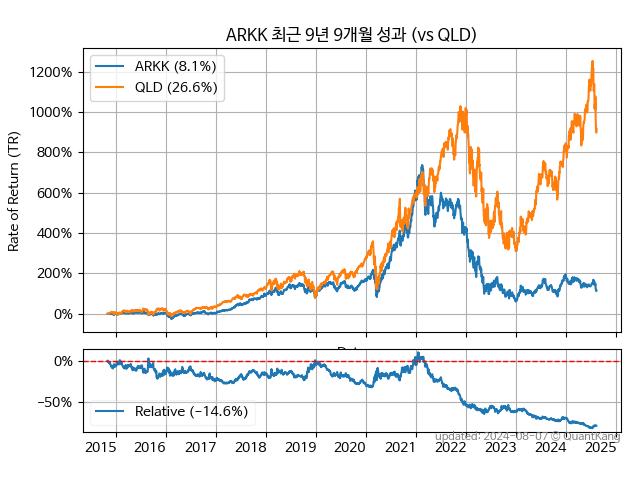 ARKK 최근 9년 9개월 성과 (vs QLD)
ARKK (8.1%)
QLD (26.6%)
Rate of Return (TR)
1200%
1000%
800%
600%
400%
200%
0%
0%
−50%
Relative (−14.6%)
updated: 2024-08-07 © QuantKang
2015 2016 2017 2018 2019 2020 2021 2022 2023 2024 2025